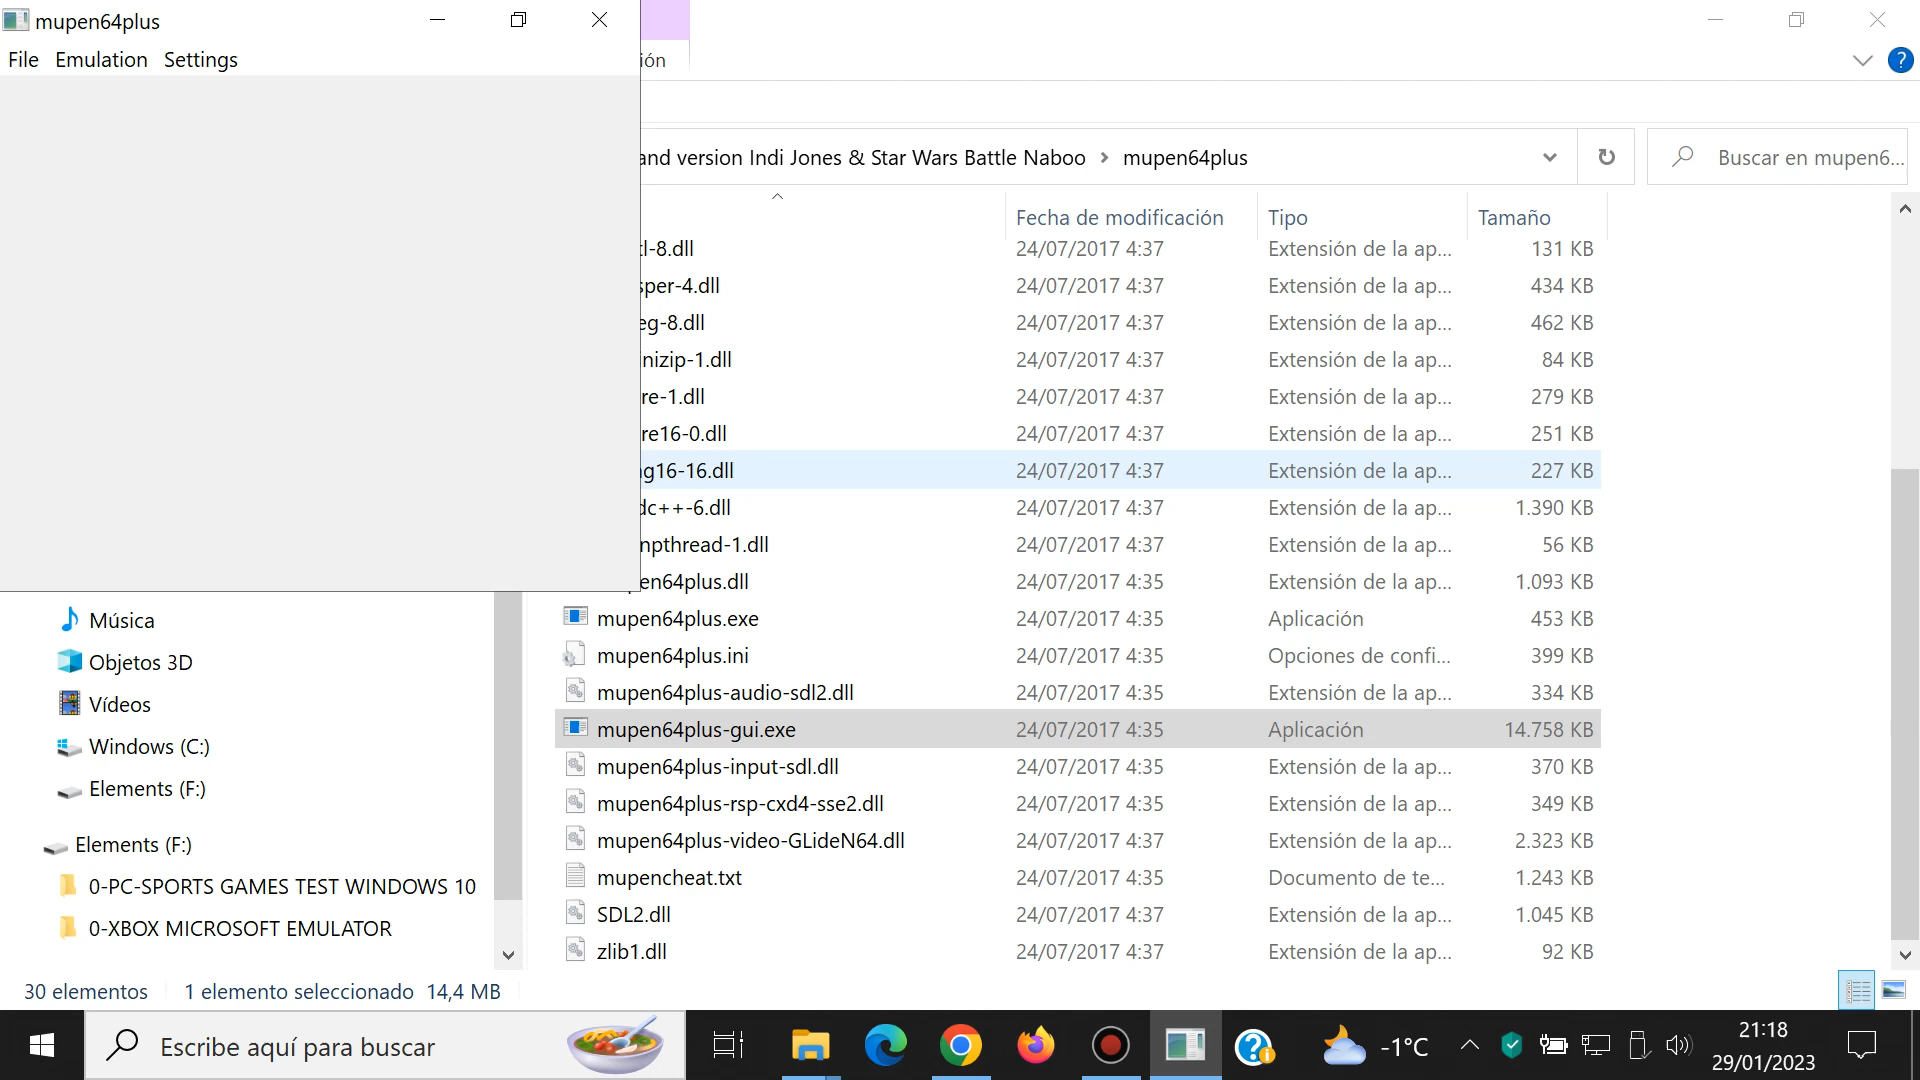 mupen64plus
File Emulation Settings
ión
and version Indi Jones & Star Wars Battle Naboo > mupen64plus
Buscar en mupen6...
Fecha de modificación Tipo Tamaño
tl-8.dll 24/07/2017 4:37 Extensión de la ap... 131 KB
sper-4.dll 24/07/2017 4:37 Extensión de la ap... 434 KB
eg-8.dll 24/07/2017 4:37 Extensión de la ap... 462 KB
inizip-1.dll 24/07/2017 4:37 Extensión de la ap... 84 KB
re-1.dll 24/07/2017 4:37 Extensión de la ap... 279 KB
re16-0.dll 24/07/2017 4:37 Extensión de la ap... 251 KB
ng16-16.dll 24/07/2017 4:37 Extensión de la ap... 227 KB
dc++-6.dll 24/07/2017 4:37 Extensión de la ap... 1.390 KB
npthread-1.dll 24/07/2017 4:37 Extensión de la ap... 56 KB
en64plus.dll 24/07/2017 4:35 Extensión de la ap... 1.093 KB
mupen64plus.exe 24/07/2017 4:35 Aplicación 453 KB
mupen64plus.ini 24/07/2017 4:35 Opciones de confi... 399 KB
mupen64plus-audio-sdl2.dll 24/07/2017 4:35 Extensión de la ap... 334 KB
mupen64plus-gui.exe 24/07/2017 4:35 Aplicación 14.758 KB
mupen64plus-input-sdl.dll 24/07/2017 4:35 Extensión de la ap... 370 KB
mupen64plus-rsp-cxd4-sse2.dll 24/07/2017 4:35 Extensión de la ap... 349 KB
mupen64plus-video-GLideN64.dll 24/07/2017 4:37 Extensión de la ap... 2.323 KB
mupencheat.txt 24/07/2017 4:35 Documento de te... 1.243 KB
SDL2.dll 24/07/2017 4:37 Extensión de la ap... 1.045 KB
zlib1.dll 24/07/2017 4:37 Extensión de la ap... 92 KB
Música
Objetos 3D
Vídeos
Windows (C:)
Elements (F:)
Elements (F:)
0-PC-SPORTS GAMES TEST WINDOWS 10
0-XBOX MICROSOFT EMULATOR
30 elementos 1 elemento seleccionado 14,4 MB
Escribe aquí para buscar
-1°C
21:18
29/01/2023